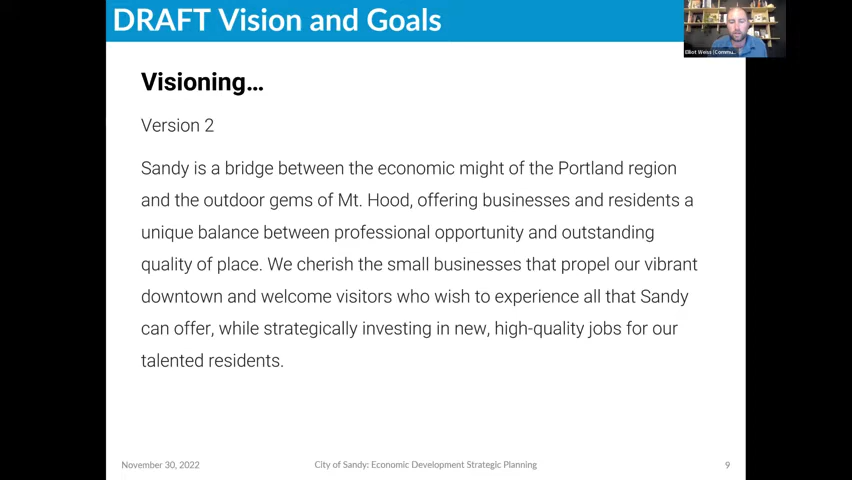 DRAFT Vision and Goals
Elliot Weiss (Commu...
Visioning...
Version 2
Sandy is a bridge between the economic might of the Portland region
and the outdoor gems of Mt. Hood, offering businesses and residents a
unique balance between professional opportunity and outstanding
quality of place. We cherish the small businesses that propel our vibrant
downtown and welcome visitors who wish to experience all that Sandy
can offer, while strategically investing in new, high-quality jobs for our
talented residents.
November 30, 2022
City of Sandy: Economic Development Strategic Planning
9